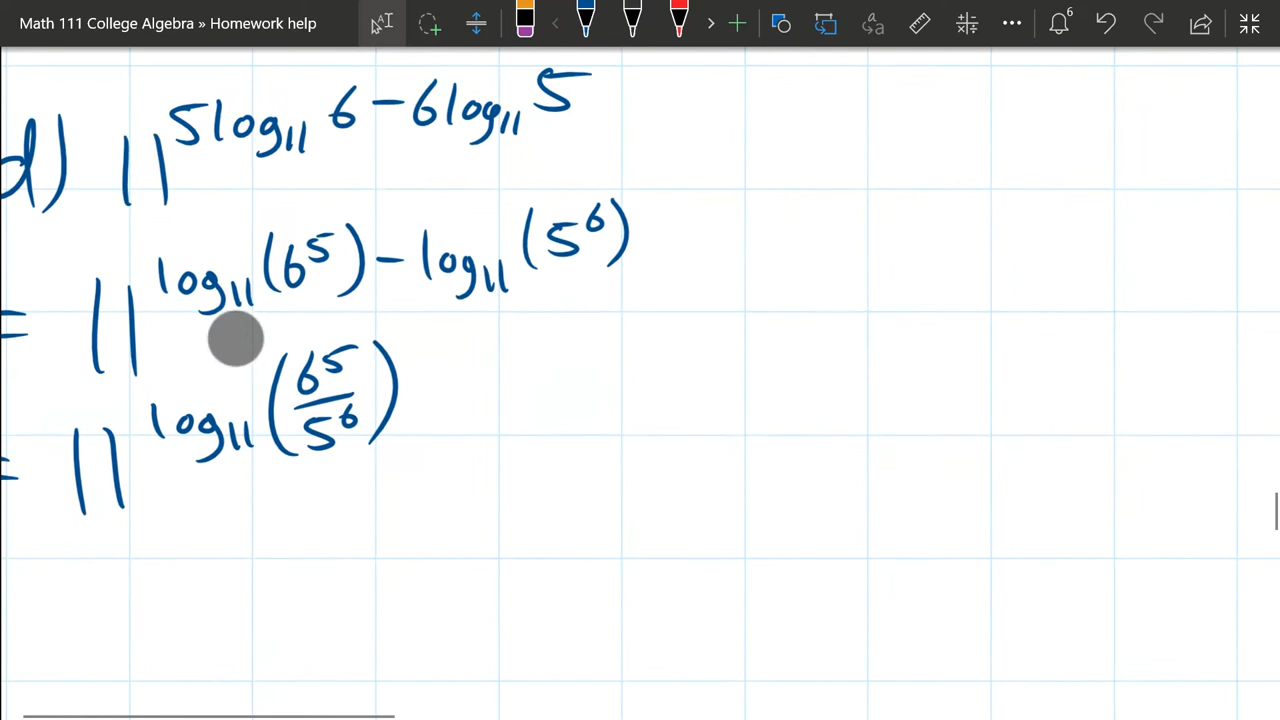 Math 111 College Algebra » Homework help
6
d) 11^(5log₁₁ 6 − 6log₁₁ 5)
= 11^(log₁₁(6⁵) − log₁₁(5⁶))
= 11^(log₁₁(6⁵/5⁶))